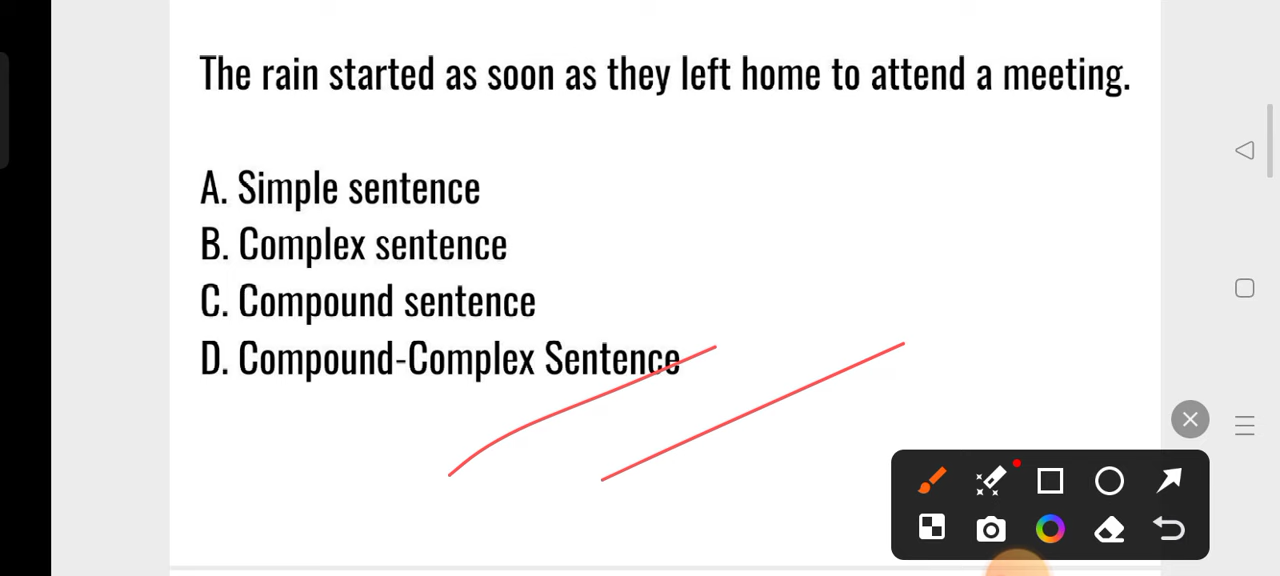 The rain started as soon as they left home to attend a meeting.
A. Simple sentence
B. Complex sentence
C. Compound sentence
D. Compound-Complex Sentence